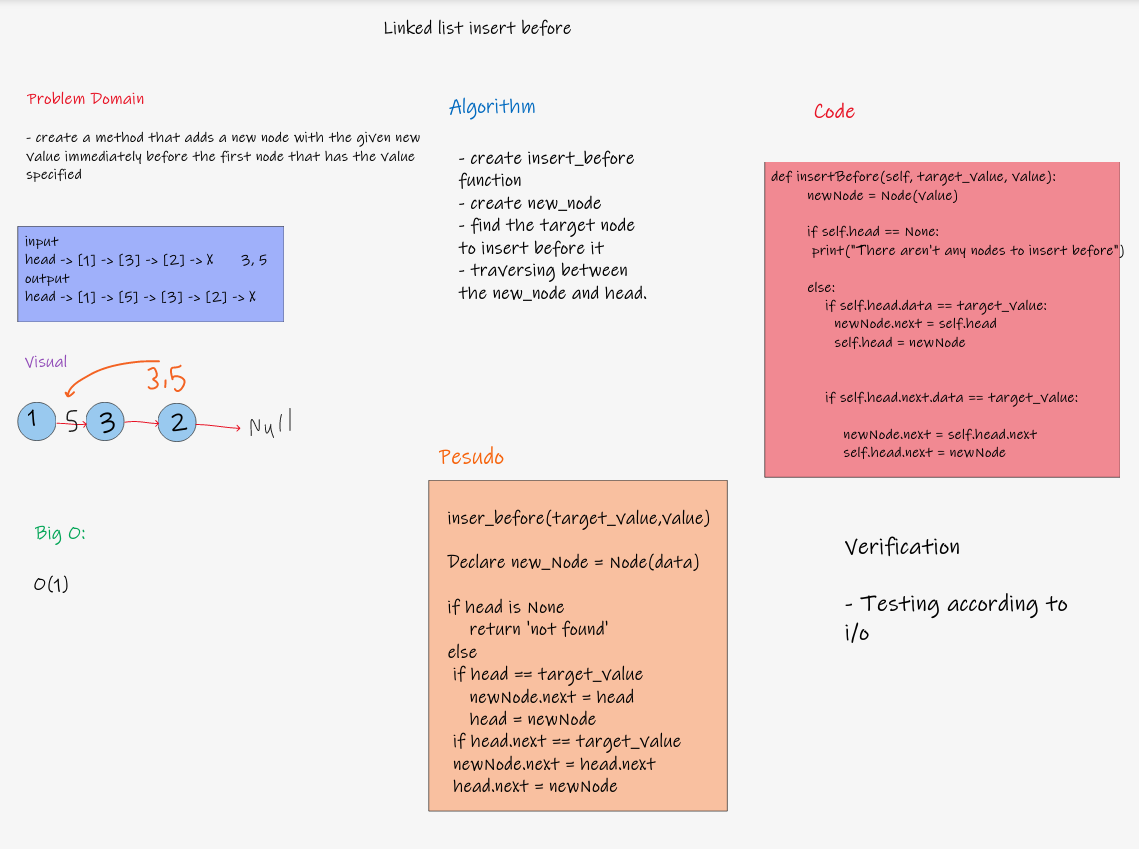 Linked list insert before
Problem Domain
- create a method that adds a new node with the given new
value immediately before the first node that has the value
specified
input
head -> [1] -> [3] -> [2] -> X 3, 5
output
head -> [1] -> [5] -> [3] -> [2] -> X
Visual
3,5
1 5 3 2 Null
Big O:
O(1)
Algorithm
- create insert_before
function
- create new_node
- find the target node
to insert before it
- traversing between
the new_node and head.
Pesudo
inser_before(target_value,value)
Declare new_Node = Node(data)
if head is None
return 'not found'
else
if head == target_value
newNode.next = head
head = newNode
if head.next == target_value
newNode.next = head.next
head.next = newNode
Code
def insertBefore(self, target_value, value):
newNode = Node(value)
if self.head == None:
print("There aren't any nodes to insert before")
else:
if self.head.data == target_value:
newNode.next = self.head
self.head = newNode
if self.head.next.data == target_value:
newNode.next = self.head.next
self.head.next = newNode
Verification
- Testing according to
i/o